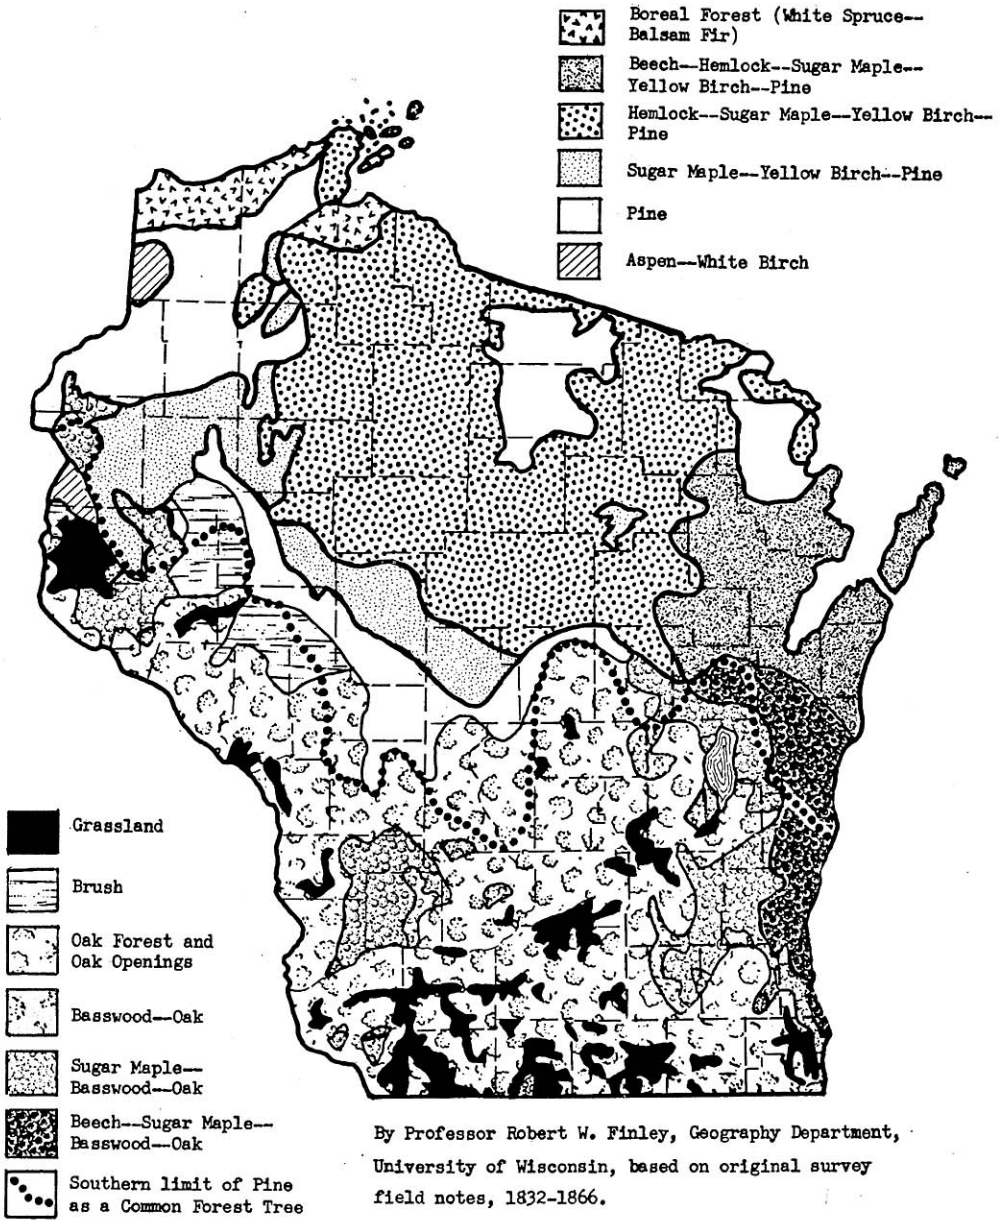 Boreal Forest (White Spruce--
Balsam Fir)
Beech--Hemlock--Sugar Maple--
Yellow Birch--Pine
Hemlock--Sugar Maple--Yellow Birch--
Pine
Sugar Maple--Yellow Birch--Pine
Pine
Aspen--White Birch
Grassland
Brush
Oak Forest and
Oak Openings
Basswood--Oak
Sugar Maple--
Basswood--Oak
Beech--Sugar Maple--
Basswood--Oak
Southern limit of Pine
as a Common Forest Tree
By Professor Robert W. Finley, Geography Department,
University of Wisconsin, based on original survey
field notes, 1832-1866.